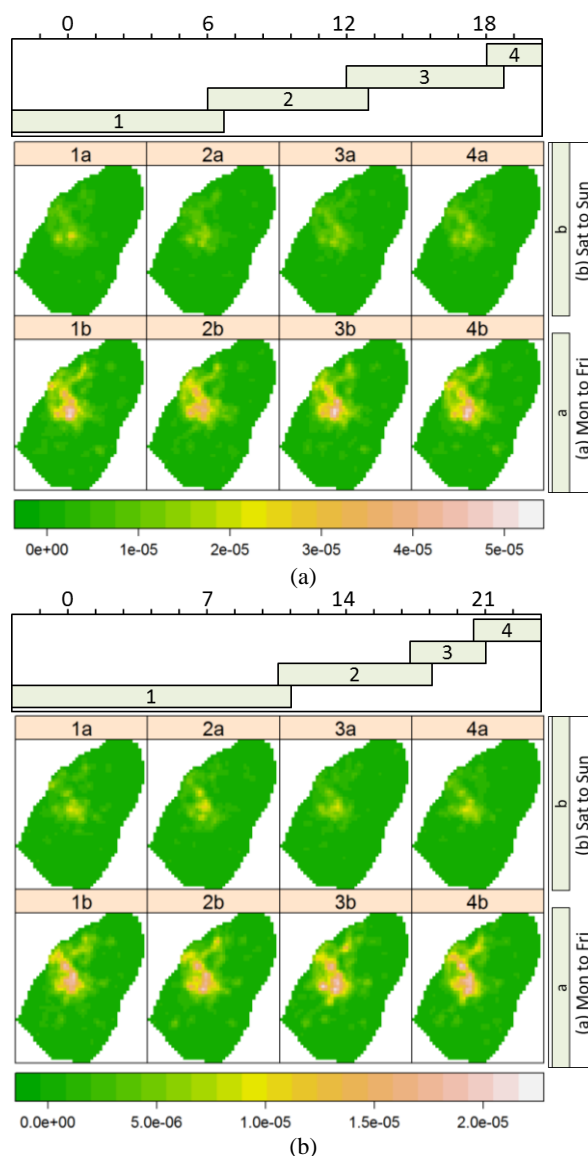 0 6 12 18
4
3
2
1
1a 2a 3a 4a
b
(b) Sat to Sun
1b 2b 3b 4b
a
(a) Mon to Fri
0e+00 1e-05 2e-05 3e-05 4e-05 5e-05
(a)
0 7 14 21
4
3
2
1
1a 2a 3a 4a
b
(b) Sat to Sun
1b 2b 3b 4b
a
(a) Mon to Fri
0.0e+00 5.0e-06 1.0e-05 1.5e-05 2.0e-05
(b)